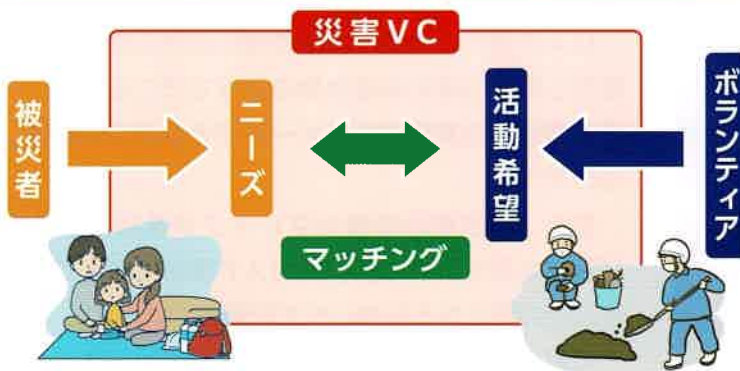 災害VC
被災者
ニーズ
活動希望
ボランティア
マッチング